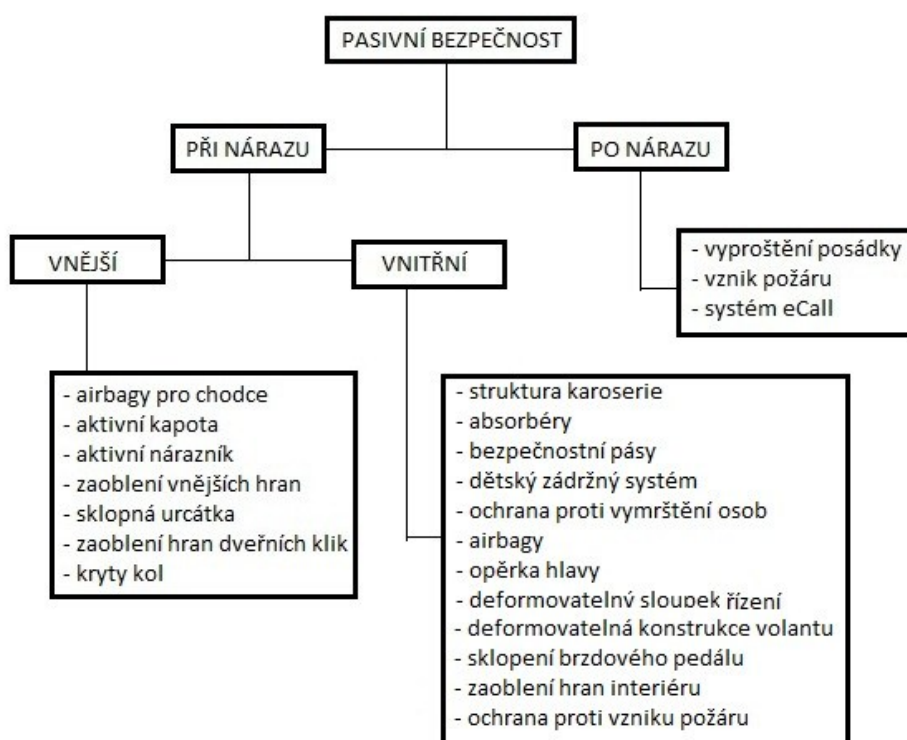 PASIVNÍ BEZPEČNOST
PŘI NÁRAZU
PO NÁRAZU
VNĚJŠÍ
VNITŘNÍ
- vyproštění posádky
- vznik požáru
- systém eCall
- airbagy pro chodce
- aktivní kapota
- aktivní nárazník
- zaoblení vnějších hran
- sklopná urcátka
- zaoblení hran dveřních klik
- kryty kol
- struktura karoserie
- absorbéry
- bezpečnostní pásy
- dětský zádržný systém
- ochrana proti vymrštění osob
- airbagy
- opěrka hlavy
- deformovatelný sloupek řízení
- deformovatelná konstrukce volantu
- sklopení brzdového pedálu
- zaoblení hran interiéru
- ochrana proti vzniku požáru